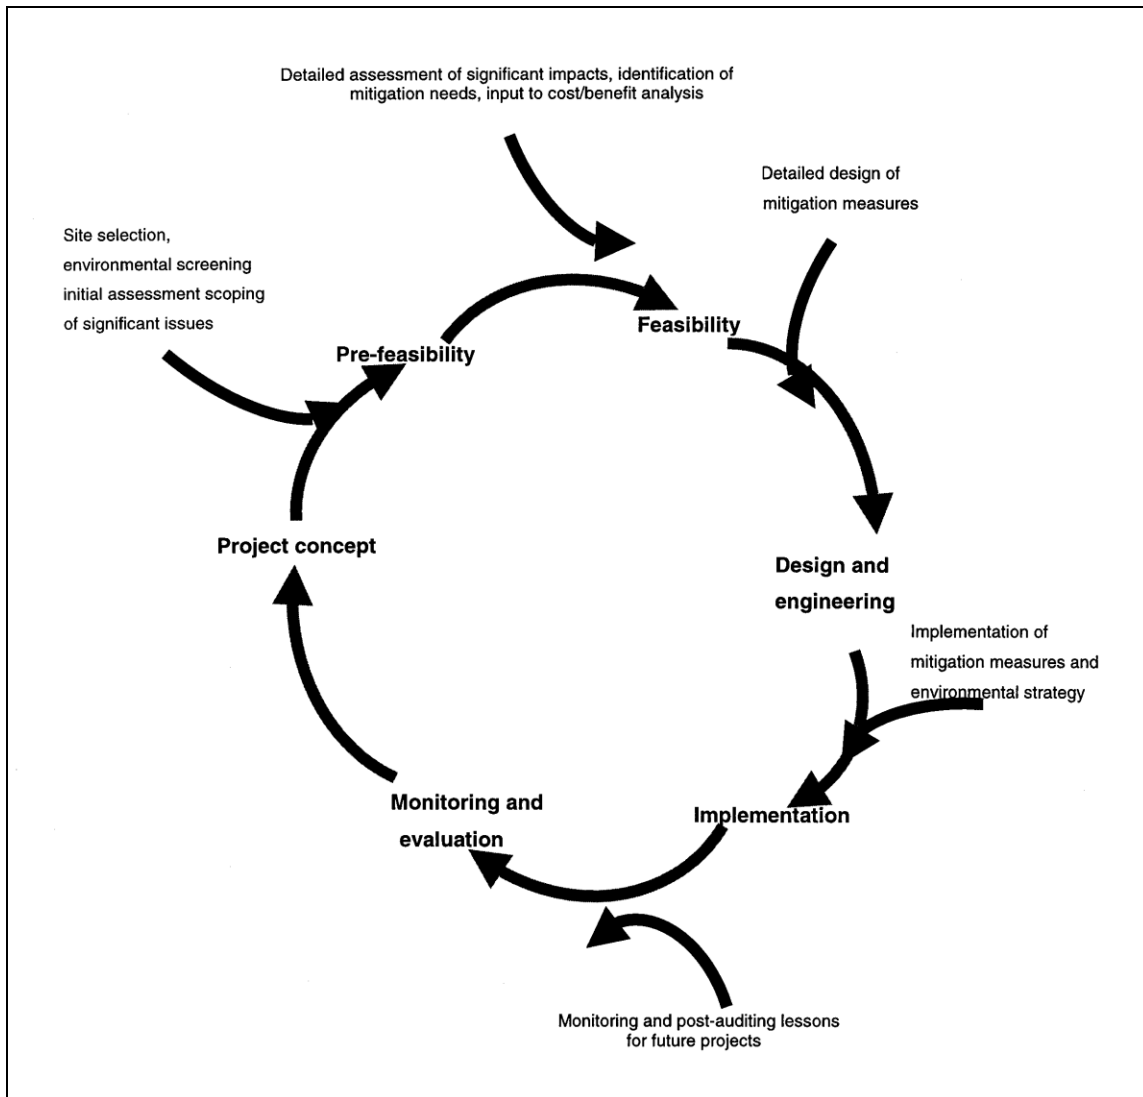 Detailed assessment of significant impacts, identification of
mitigation needs, input to cost/benefit analysis
Detailed design of
mitigation measures
Site selection,
environmental screening
initial assessment scoping
of significant issues
Feasibility
Pre-feasibility
Project concept
Design and
engineering
Implementation of
mitigation measures and
environmental strategy
Monitoring and
evaluation
Implementation
Monitoring and post-auditing lessons
for future projects